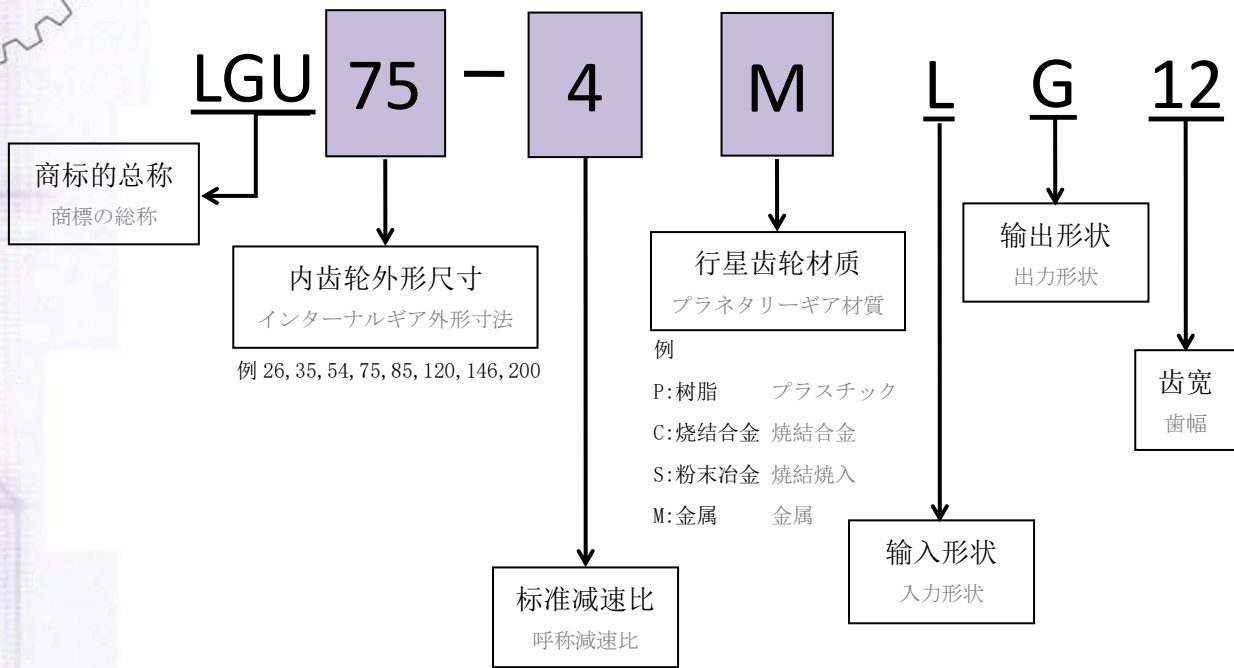 LGU 75 - 4 M L G 12
商标的总称
商標の総称
内齿轮外形尺寸
インターナルギア外形寸法
例 26, 35, 54, 75, 85, 120, 146, 200
行星齿轮材质
プラネタリーギア材質
例
P:树脂 プラスチック
C:烧结合金 焼結合金
S:粉末冶金 焼結焼入
M:金属 金属
输出形状
出力形状
齿宽
歯幅
输入形状
入力形状
标准减速比
呼称減速比